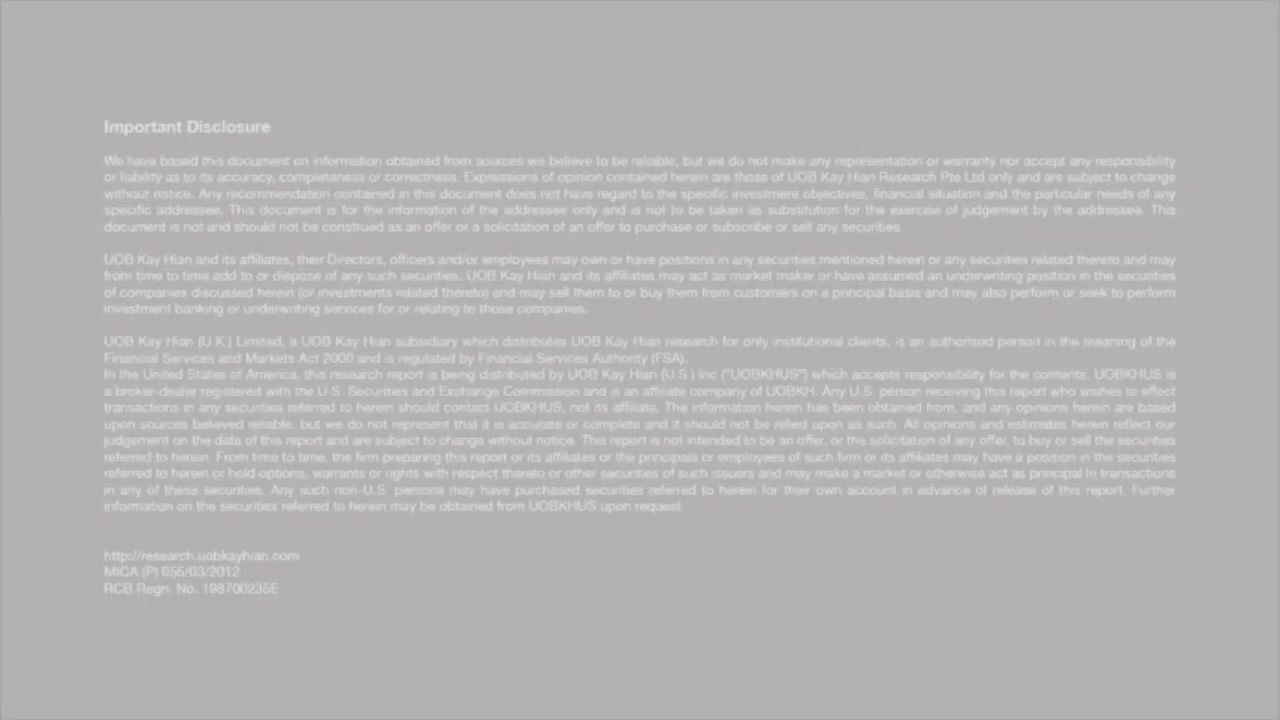 Important Disclosure
We have based this document on information obtained from sources we believe to be reliable, but we do not make any representation or warranty nor accept any responsibility
or liability as to its accuracy, completeness or correctness. Expressions of opinion contained herein are those of UOB Kay Hian Research Pte Ltd only and are subject to change
without notice. Any recommendation contained in this document does not have regard to the specific investment objectives, financial situation and the particular needs of any
specific addressee. This document is for the information of the addressee only and is not to be taken as substitution for the exercise of judgement by the addressee. This
document is not and should not be construed as an offer or a solicitation of an offer to purchase or subscribe or sell any securities.
UOB Kay Hian and its affiliates, their Directors, officers and/or employees may own or have positions in any securities mentioned herein or any securities related thereto and may
from time to time add to or dispose of any such securities. UOB Kay Hian and its affiliates may act as market maker or have assumed an underwriting position in the securities
of companies discussed herein (or investments related thereto) and may sell them to or buy them from customers on a principal basis and may also perform or seek to perform
investment banking or underwriting services for or relating to those companies.
UOB Kay Hian (U.K.) Limited, a UOB Kay Hian subsidiary which distributes UOB Kay Hian research for only institutional clients, is an authorised person in the meaning of the
Financial Services and Markets Act 2000 and is regulated by Financial Services Authority (FSA).
In the United States of America, this research report is being distributed by UOB Kay Hian (U.S.) Inc ("UOBKHUS") which accepts responsibility for the contents. UOBKHUS is
a broker-dealer registered with the U.S. Securities and Exchange Commission and is an affiliate company of UOBKH. Any U.S. person receiving this report who wishes to effect
transactions in any securities referred to herein should contact UOBKHUS, not its affiliate. The information herein has been obtained from, and any opinions herein are based
upon sources believed reliable, but we do not represent that it is accurate or complete and it should not be relied upon as such. All opinions and estimates herein reflect our
judgement on the date of this report and are subject to change without notice. This report is not intended to be an offer, or the solicitation of any offer, to buy or sell the securities
referred to herein. From time to time, the firm preparing this report or its affiliates or the principals or employees of such firm or its affiliates may have a position in the securities
referred to herein or hold options, warrants or rights with respect thereto or other securities of such issuers and may make a market or otherwise act as principal in transactions
in any of these securities. Any such non-U.S. persons may have purchased securities referred to herein for their own account in advance of release of this report. Further
information on the securities referred to herein may be obtained from UOBKHUS upon request.
http://research.uobkayhian.com
MICA (P) 055/03/2012
RCB Regn. No. 198700235E